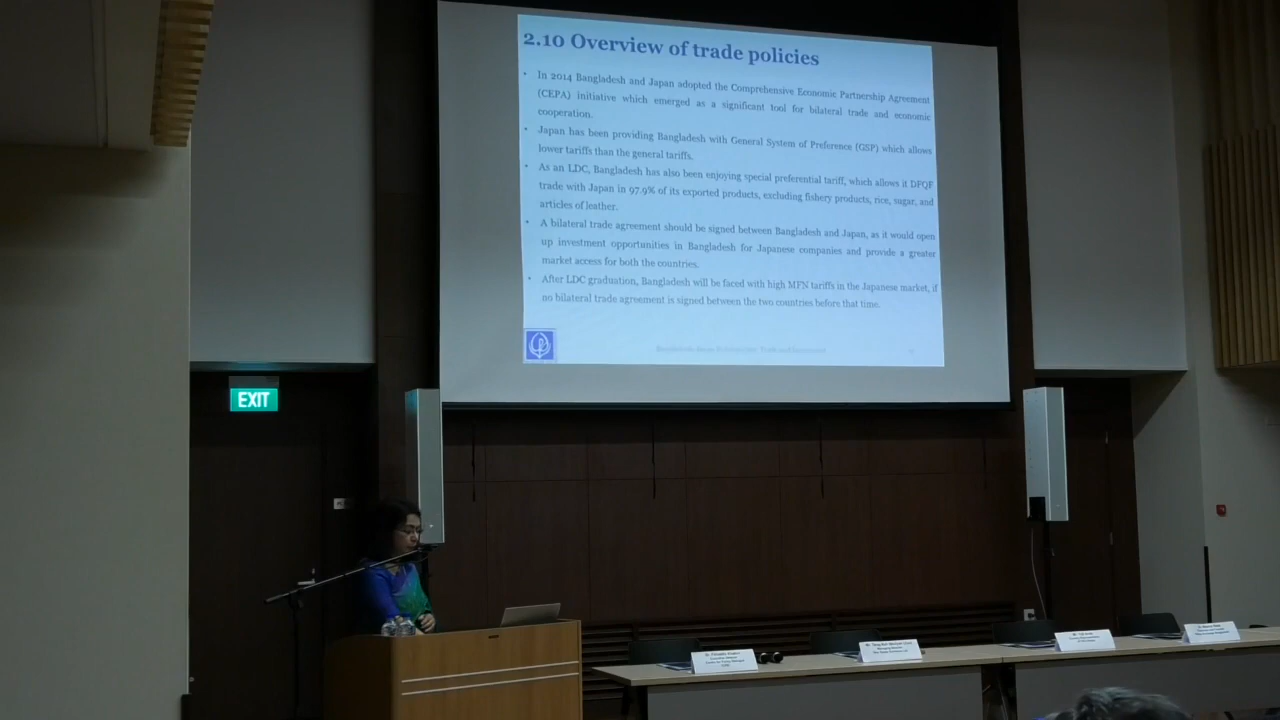 2.10 Overview of trade policies
• In 2014 Bangladesh and Japan adopted the Comprehensive Economic Partnership Agreement
(CEPA) initiative which emerged as a significant tool for bilateral trade and economic
cooperation.
• Japan has been providing Bangladesh with General System of Preference (GSP) which allows
lower tariffs than the general tariffs.
• As an LDC, Bangladesh has also been enjoying special preferential tariff, which allows it DFQF
trade with Japan in 97.9% of its exported products, excluding fishery products, rice, sugar, and
articles of leather.
• A bilateral trade agreement should be signed between Bangladesh and Japan, as it would open
up investment opportunities in Bangladesh for Japanese companies and provide a greater
market access for both the countries.
• After LDC graduation, Bangladesh will be faced with high MFN tariffs in the Japanese market, if
no bilateral trade agreement is signed between the two countries before that time.
EXIT